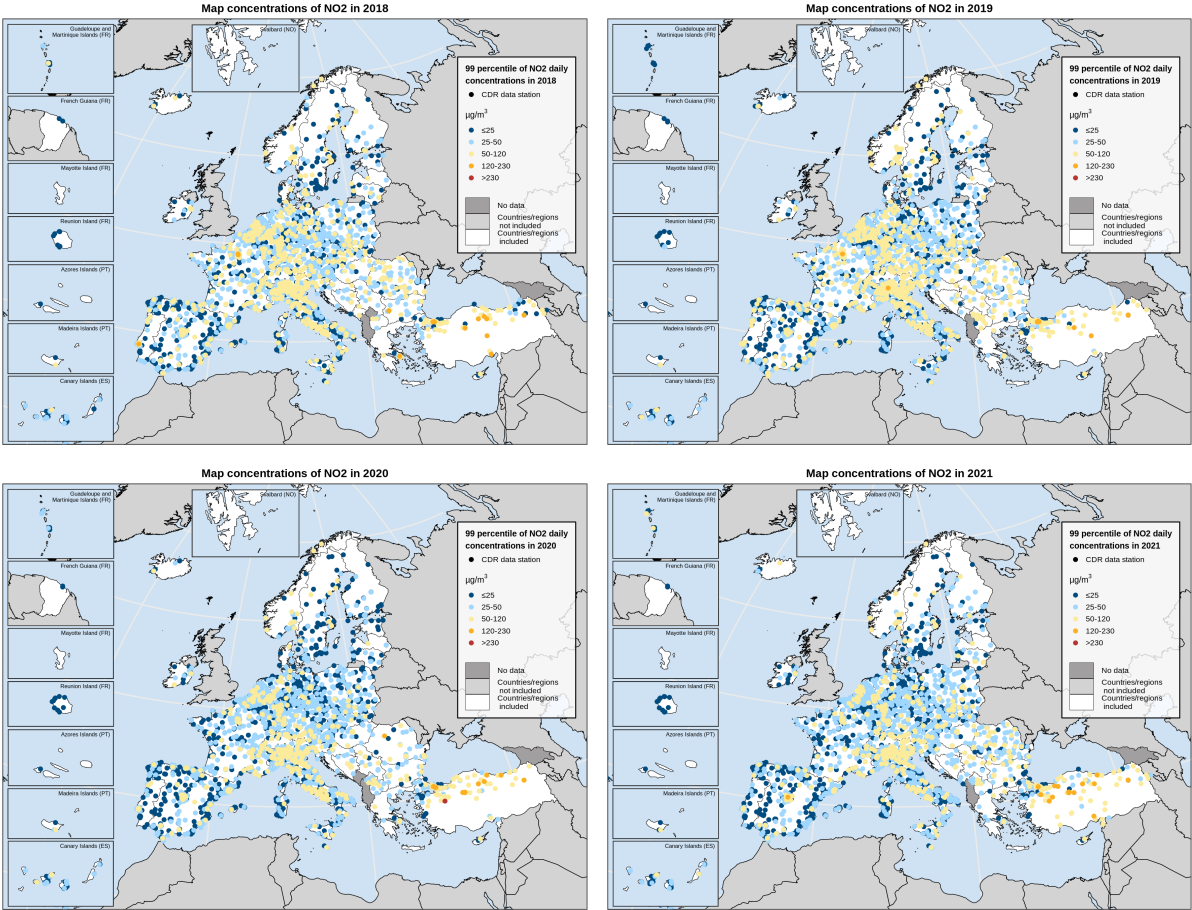 Map concentrations of NO2 in 2018
Guadeloupe and
Martinique Islands (FR)
Svalbard (NO)
French Guiana (FR)
Mayotte Island (FR)
Reunion Island (FR)
Azores Islands (PT)
Madeira Islands (PT)
Canary Islands (ES)
99 percentile of NO2 daily
concentrations in 2018
CDR data station
µg/m3
≤25
25-50
50-120
120-230
>230
No data
Countries/regions
not included
Countries/regions
included
Map concentrations of NO2 in 2019
Guadeloupe and
Martinique Islands (FR)
Svalbard (NO)
French Guiana (FR)
Mayotte Island (FR)
Reunion Island (FR)
Azores Islands (PT)
Madeira Islands (PT)
Canary Islands (ES)
99 percentile of NO2 daily
concentrations in 2019
CDR data station
µg/m3
≤25
25-50
50-120
120-230
>230
No data
Countries/regions
not included
Countries/regions
included
Map concentrations of NO2 in 2020
Guadeloupe and
Martinique Islands (FR)
Svalbard (NO)
French Guiana (FR)
Mayotte Island (FR)
Reunion Island (FR)
Azores Islands (PT)
Madeira Islands (PT)
Canary Islands (ES)
99 percentile of NO2 daily
concentrations in 2020
CDR data station
µg/m3
≤25
25-50
50-120
120-230
>230
No data
Countries/regions
not included
Countries/regions
included
Map concentrations of NO2 in 2021
Guadeloupe and
Martinique Islands (FR)
Svalbard (NO)
French Guiana (FR)
Mayotte Island (FR)
Reunion Island (FR)
Azores Islands (PT)
Madeira Islands (PT)
Canary Islands (ES)
99 percentile of NO2 daily
concentrations in 2021
CDR data station
µg/m3
≤25
25-50
50-120
120-230
>230
No data
Countries/regions
not included
Countries/regions
included